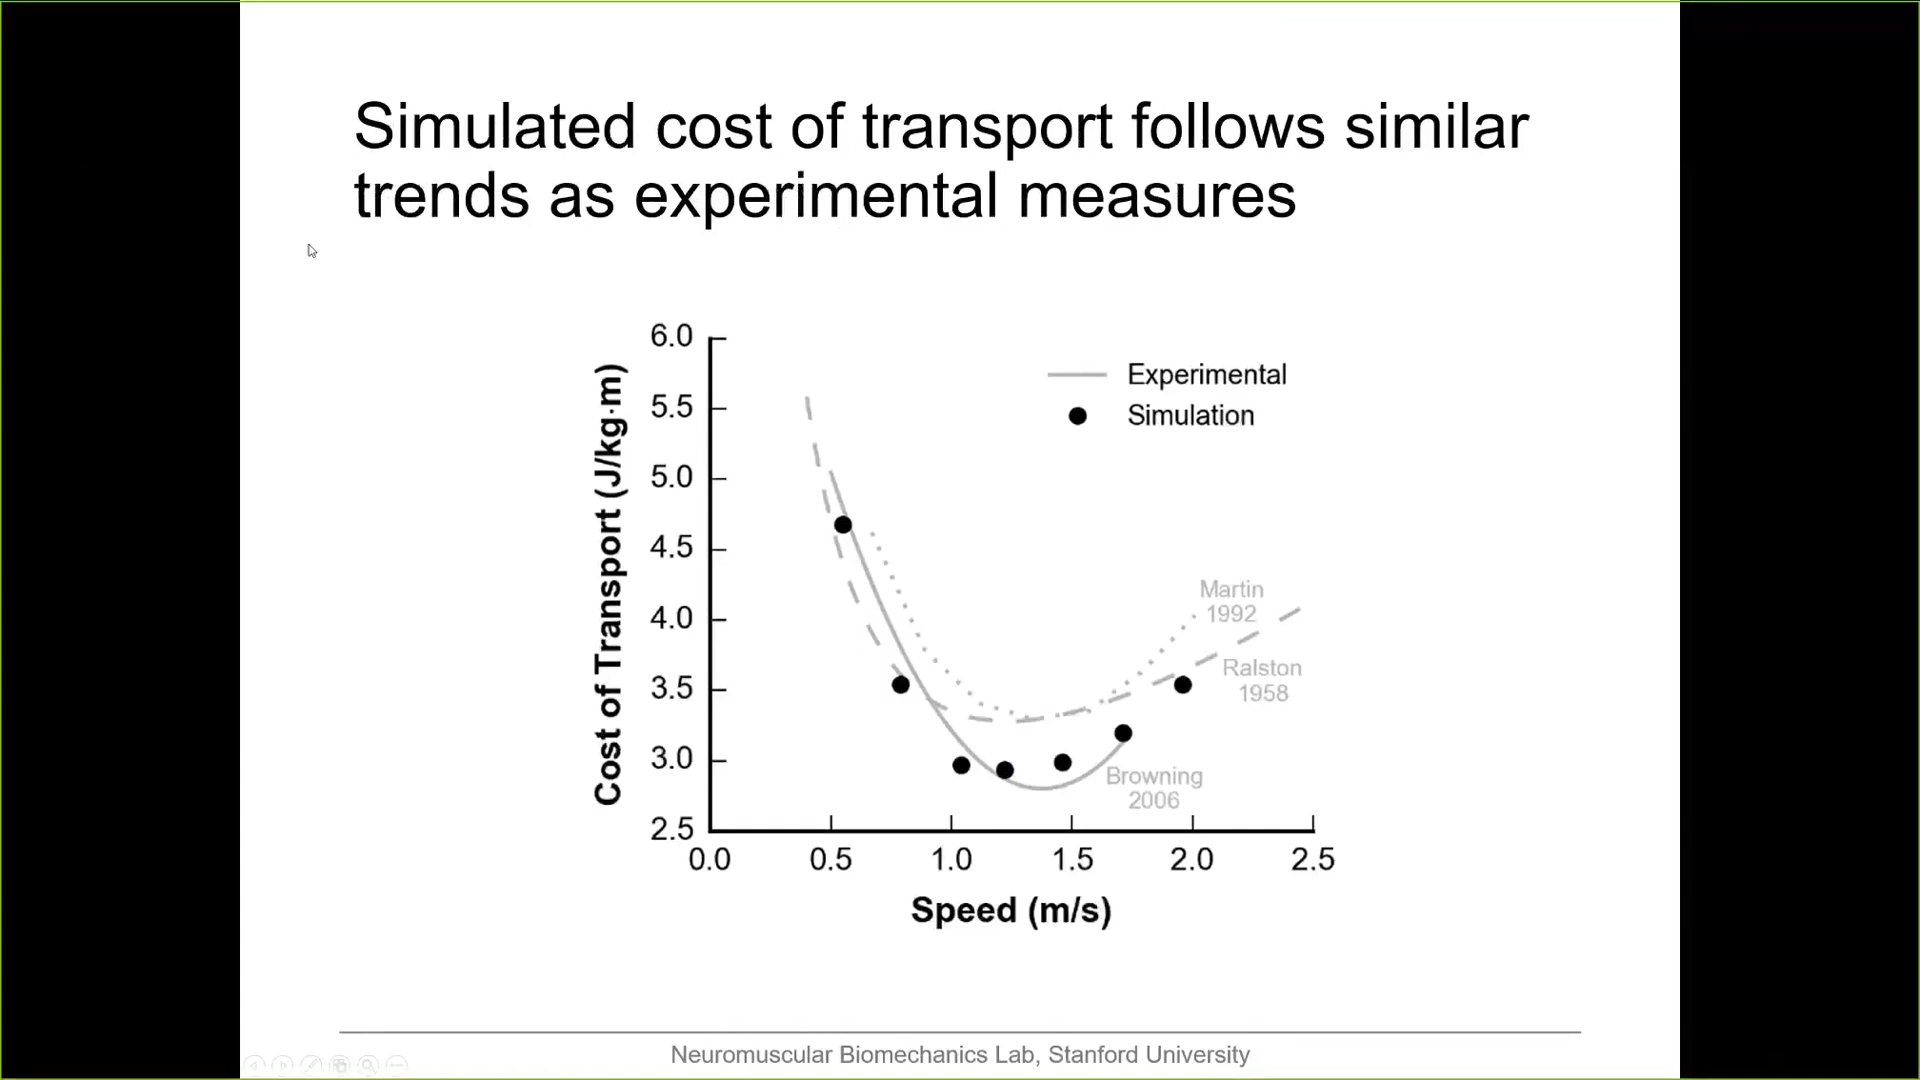 Simulated cost of transport follows similar
trends as experimental measures
6.0
5.5
5.0
4.5
4.0
3.5
3.0
2.5
Cost of Transport (J/kg·m)
Experimental
Simulation
Martin
1992
Ralston
1958
Browning
2006
0.0 0.5 1.0 1.5 2.0 2.5
Speed (m/s)
Neuromuscular Biomechanics Lab, Stanford University